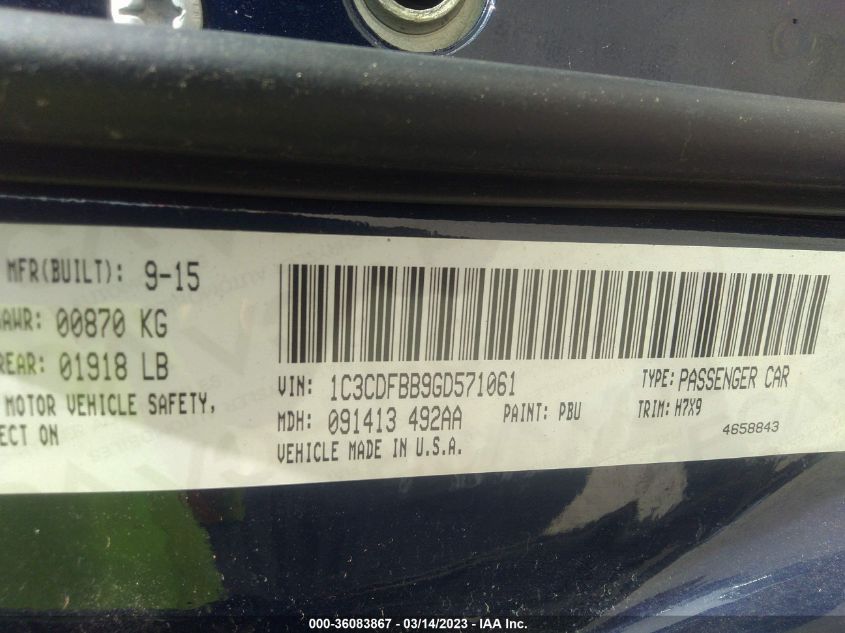 MFR(BUILT): 9-15
GAWR: 00870 KG
REAR: 01918 LB
MOTOR VEHICLE SAFETY,
ECT ON
VIN: 1C3CDFBB9GD571061
TYPE: PASSENGER CAR
MDH: 091413 492AA
PAINT: PBU
TRIM: H7X9
VEHICLE MADE IN U.S.A.
4658843
000-36083867 - 03/14/2023 - IAA Inc.